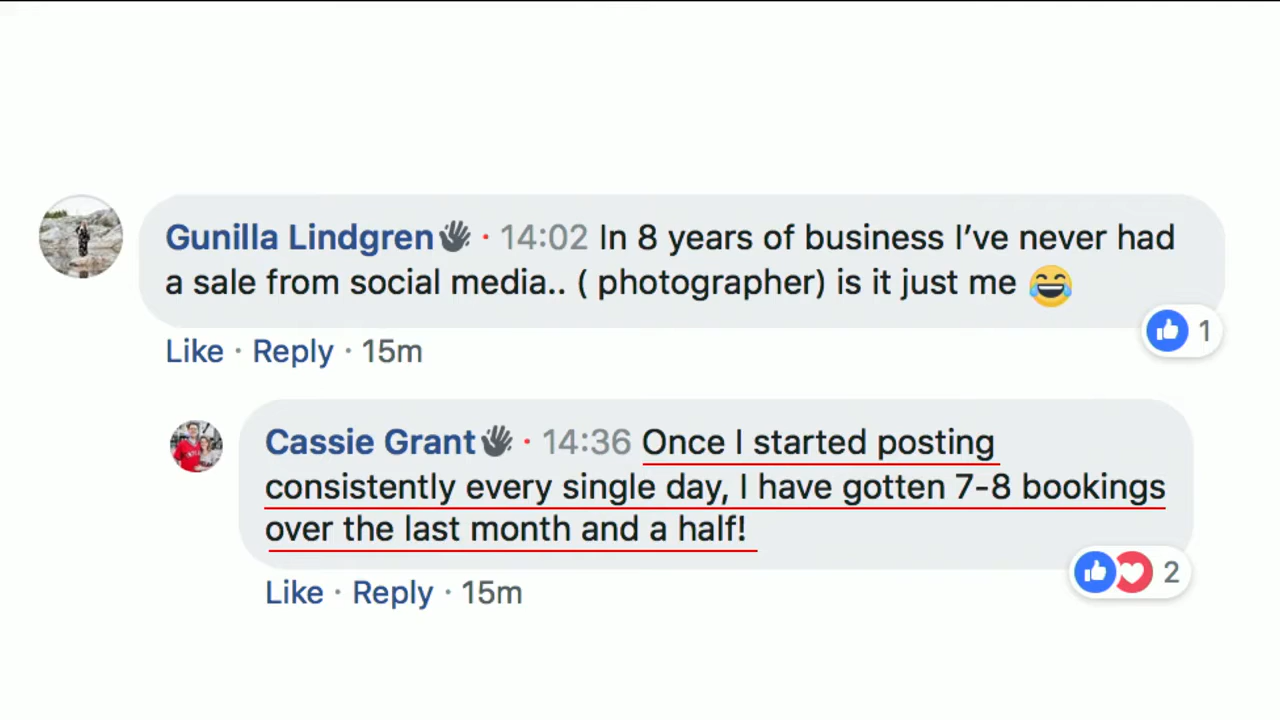 Gunilla Lindgren · 14:02 In 8 years of business I’ve never had
a sale from social media.. ( photographer) is it just me 😂
1
Like · Reply · 15m
Cassie Grant · 14:36 Once I started posting
consistently every single day, I have gotten 7-8 bookings
over the last month and a half!
2
Like · Reply · 15m